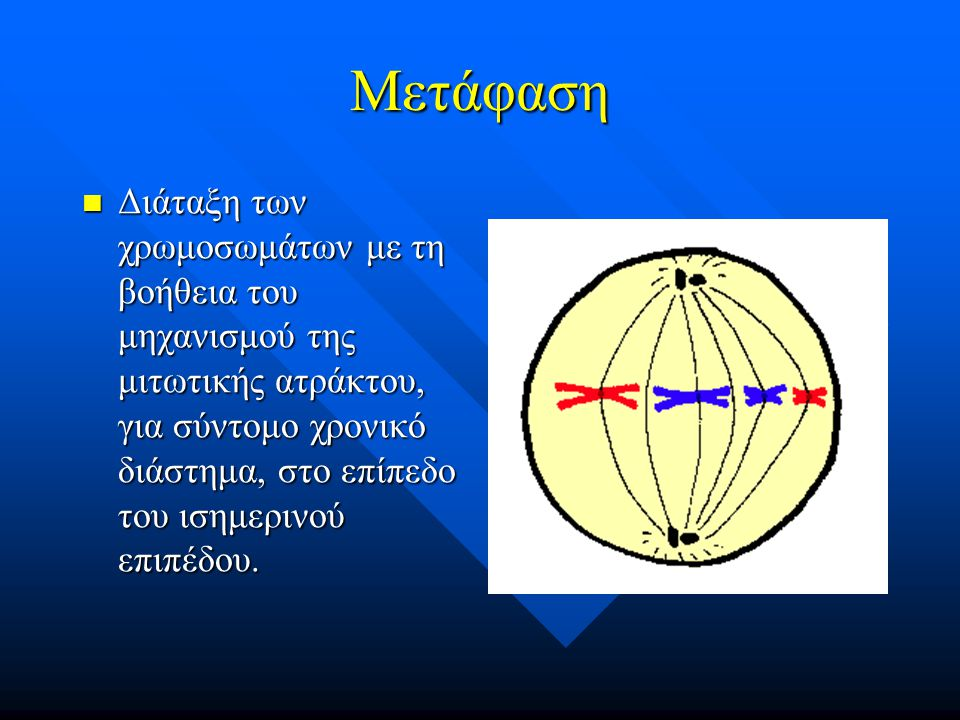 Μετάφαση
Διάταξη των
χρωμοσωμάτων με τη
βοήθεια του
μηχανισμού της
μιτωτικής ατράκτου,
για σύντομο χρονικό
διάστημα, στο επίπεδο
του ισημερινού
επιπέδου.